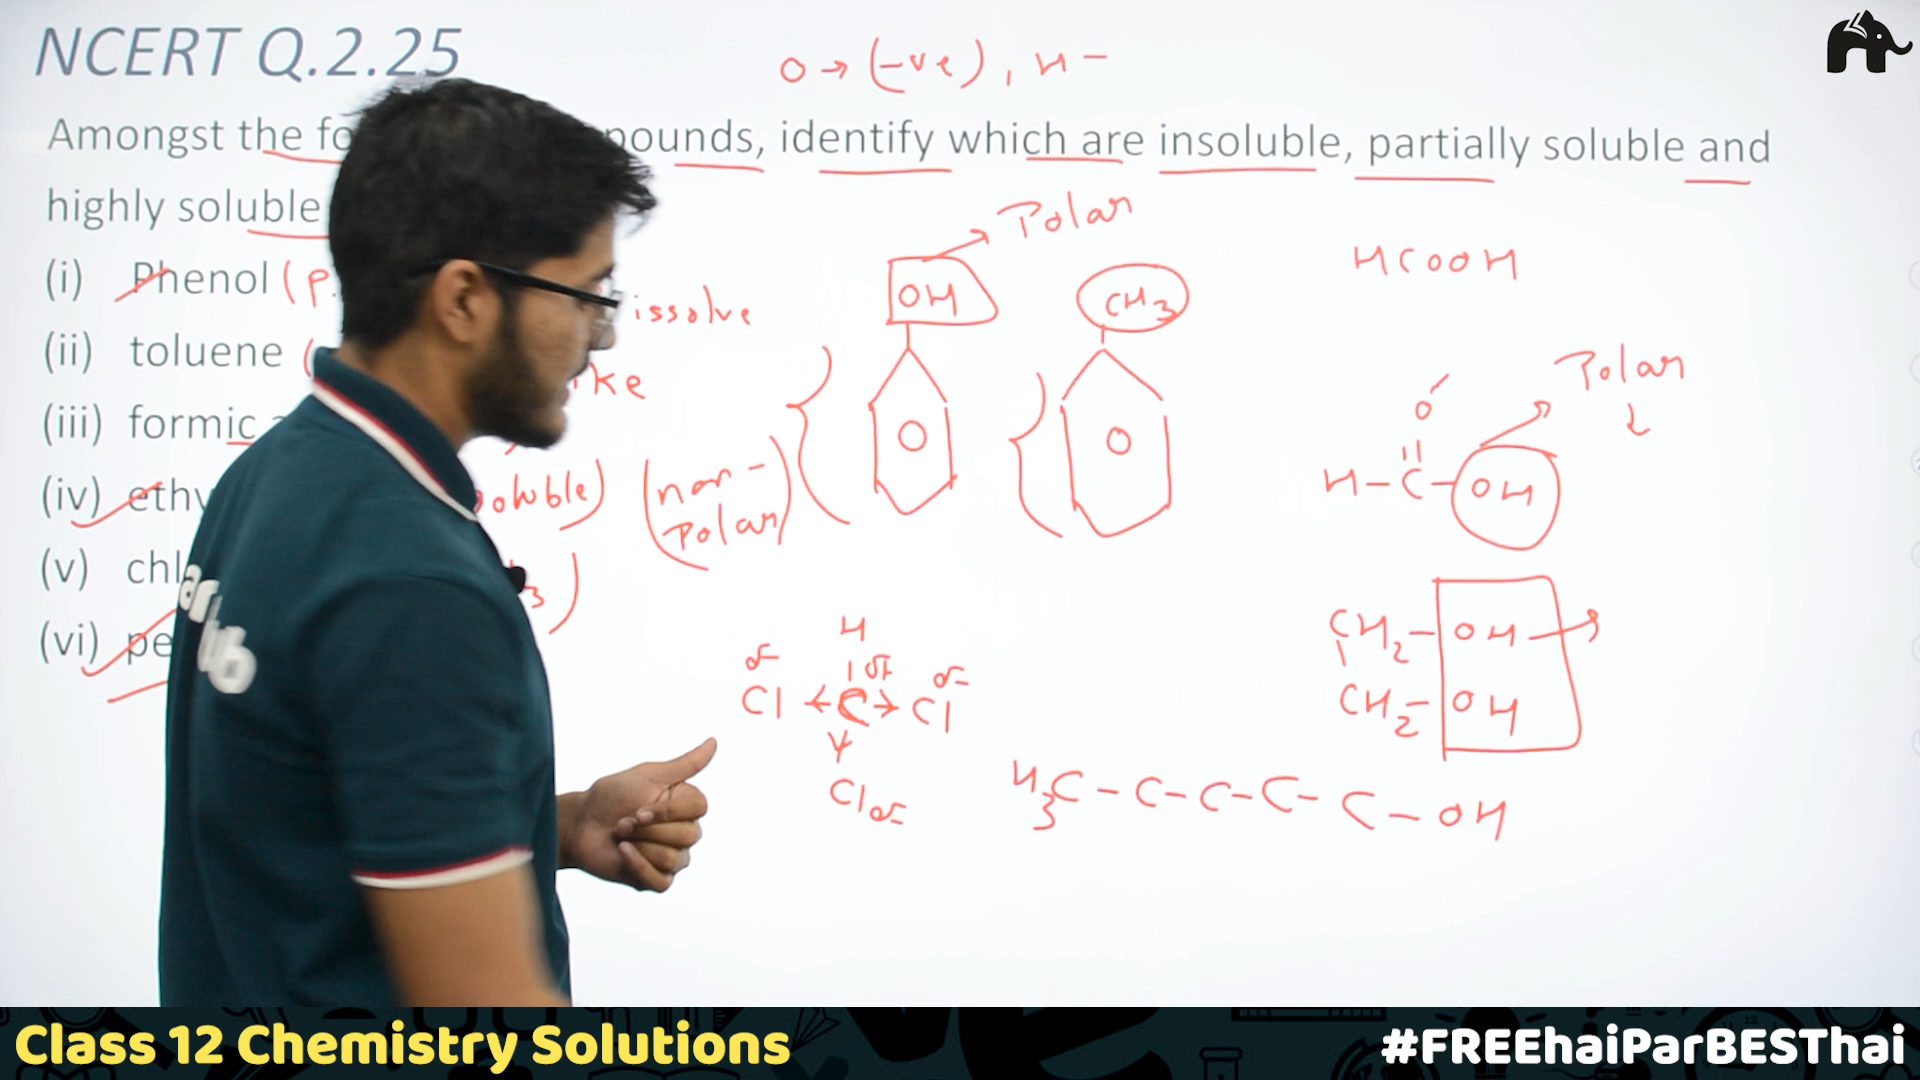 NCERT Q.2.25
O → (-ve), H -
Amongst the fo pounds, identify which are insoluble, partially soluble and
highly soluble
Polar
HCOOH
(i) Phenol (p.
issolve
OH
CH3
(ii) toluene (
ke
Polar
O
(iii) formic
H-C-OH
(iv) ethy
oluble) (non-
Polar)
(v) chl
3)
(vi) pe
H
δ- δ+ δ-
Cl ← C → Cl
Cl δ-
CH2-OH
CH2-OH
H3C-C-C-C-C-OH
Class 12 Chemistry Solutions
#FREEhaiParBESThai